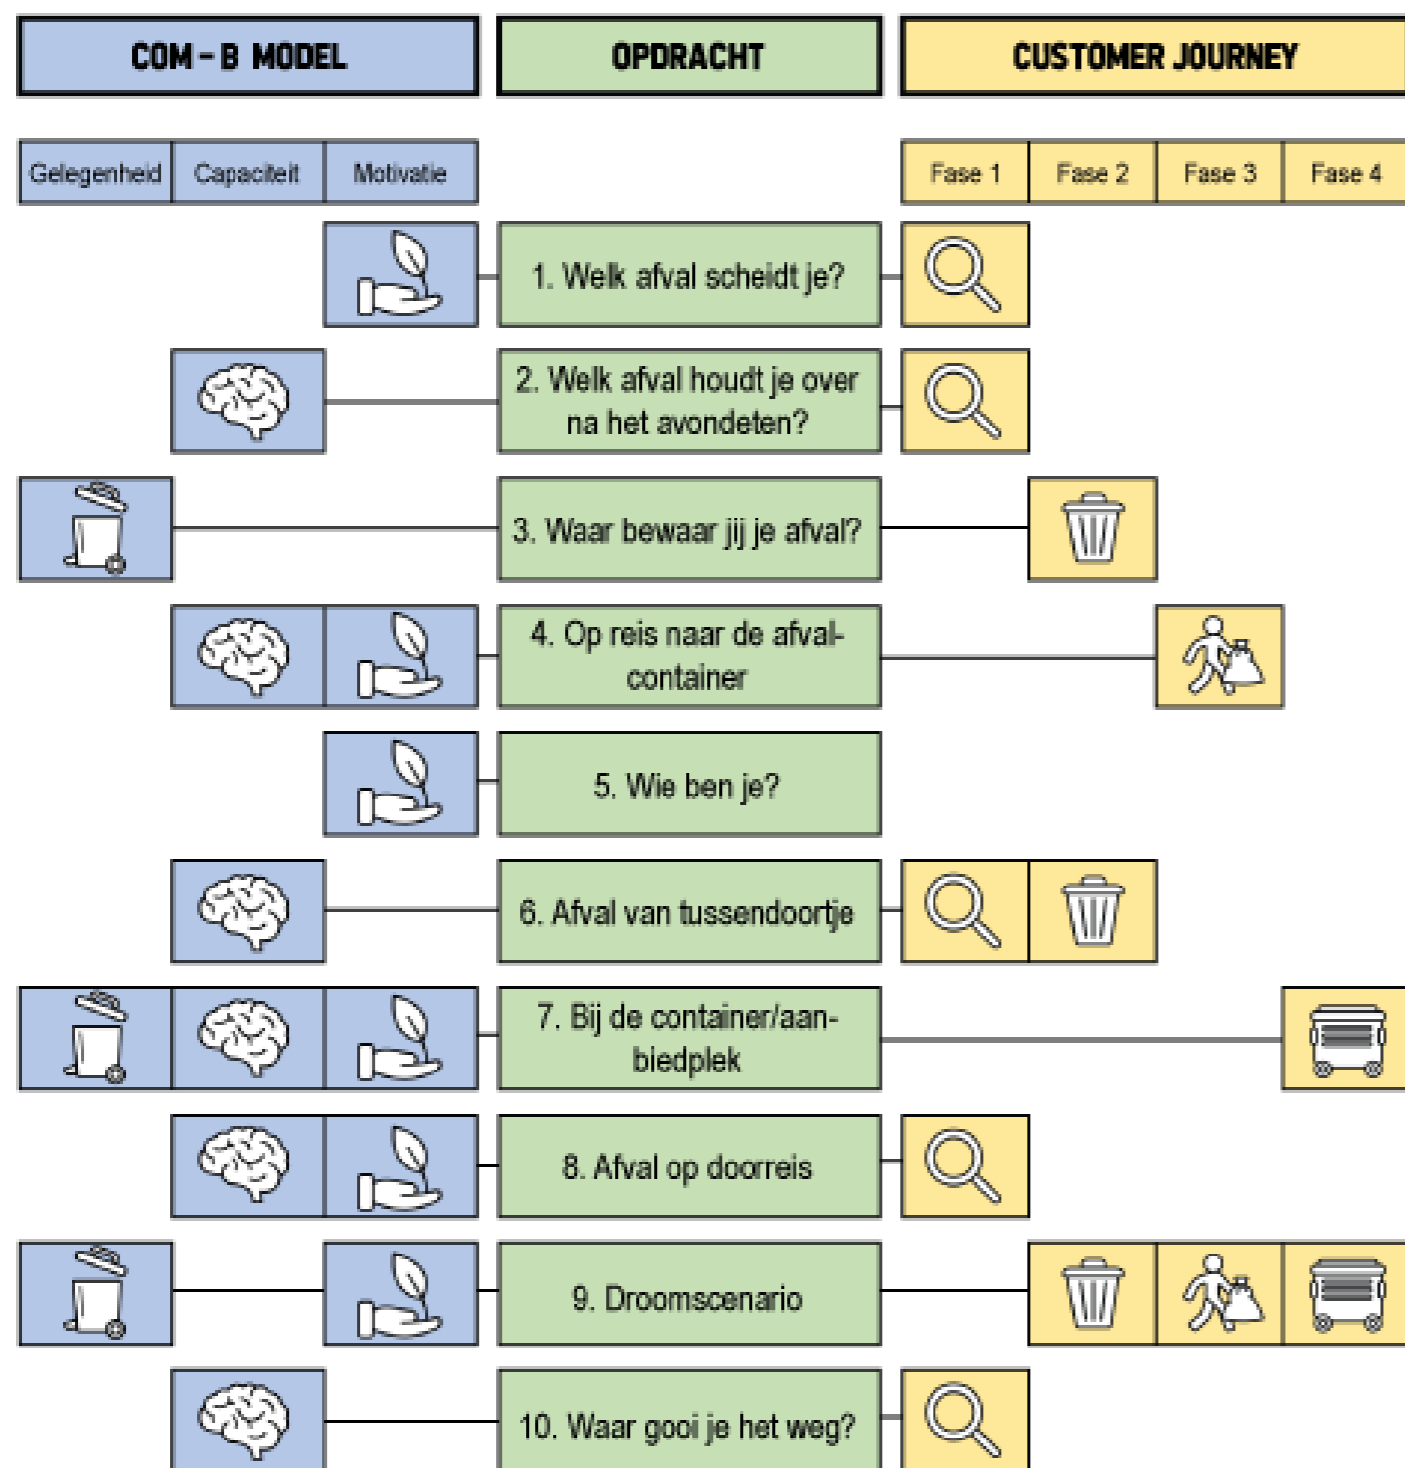 COM - B MODEL
OPDRACHT
CUSTOMER JOURNEY
Gelegenheid
Capaciteit
Motivatie
Fase 1
Fase 2
Fase 3
Fase 4
1. Welk afval scheidt je?
2. Welk afval houdt je over
na het avondeten?
3. Waar bewaar jij je afval?
4. Op reis naar de afval-
container
5. Wie ben je?
6. Afval van tussendoortje
7. Bij de container/aan-
biedplek
8. Afval op doorreis
9. Droomscenario
10. Waar gooi je het weg?